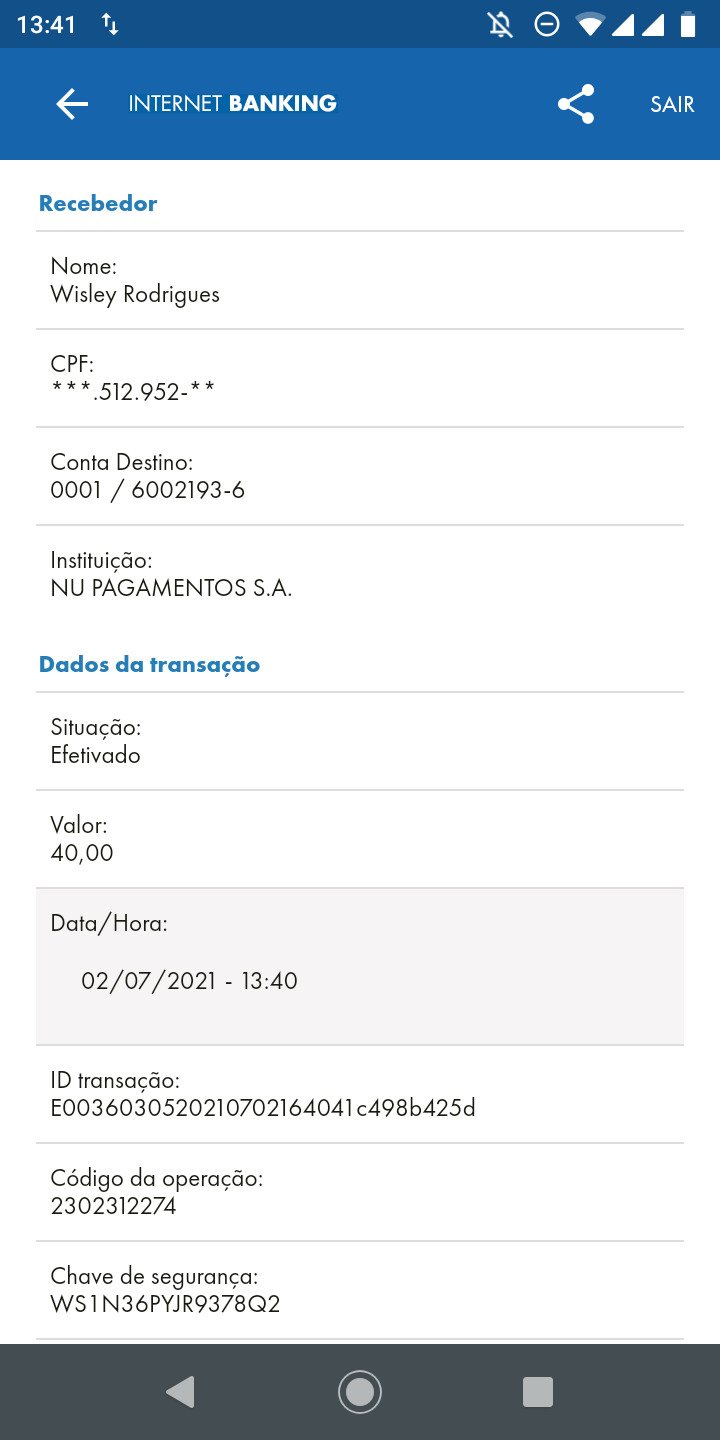 13:41
INTERNET BANKING
SAIR
Recebedor
Nome:
Wisley Rodrigues
CPF:
***.512.952-**
Conta Destino:
0001 / 6002193-6
Instituição:
NU PAGAMENTOS S.A.
Dados da transação
Situação:
Efetivado
Valor:
40,00
Data/Hora:
02/07/2021 - 13:40
ID transação:
E0036030520210702164041c498b425d
Código da operação:
2302312274
Chave de segurança:
WS1N36PYJR9378Q2